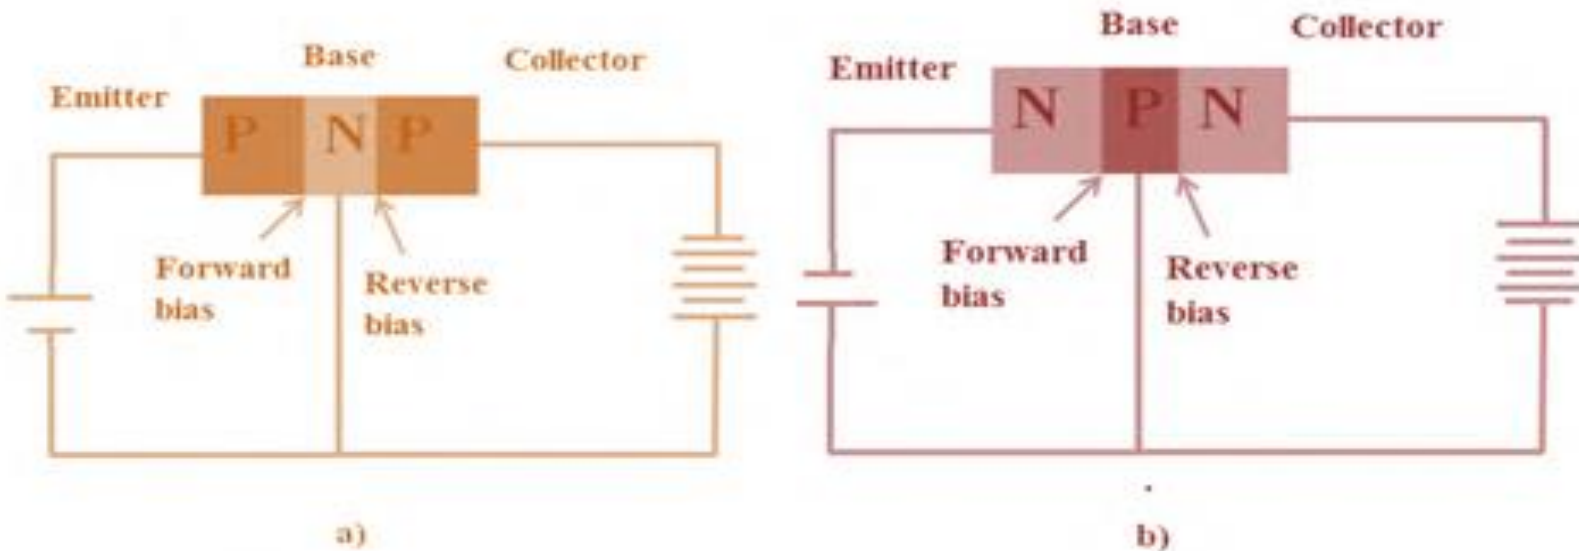 Emitter
Base
Collector
P N P
Forward
bias
Reverse
bias
a)
Emitter
Base
Collector
N P N
Forward
bias
Reverse
bias
b)